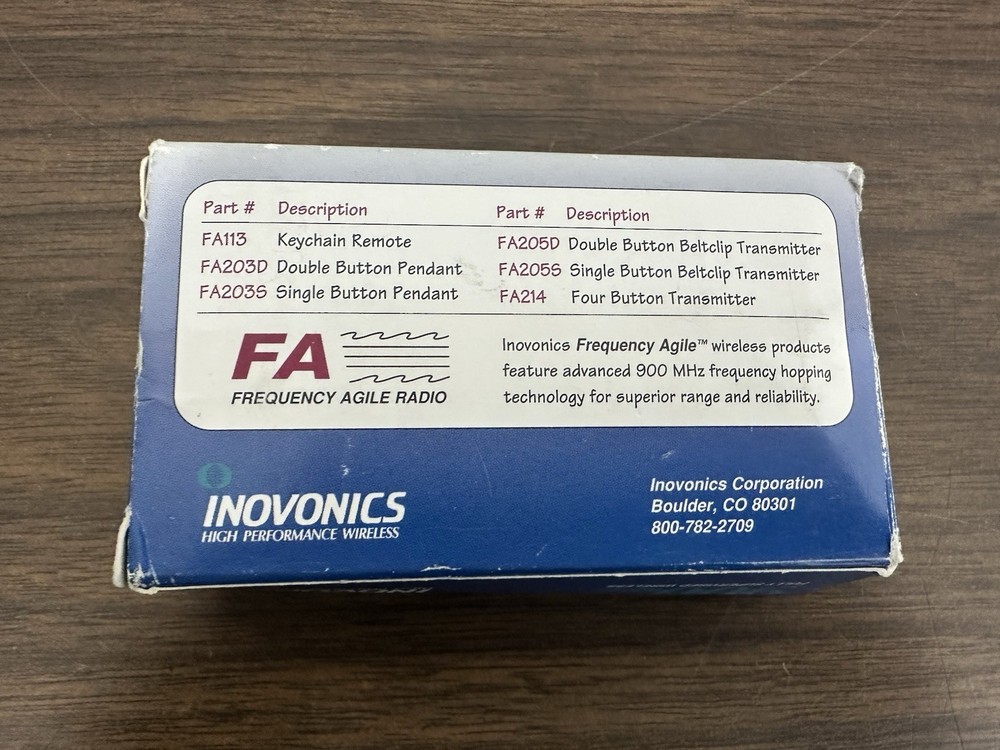 Part # Description
FA113 Keychain Remote
FA203D Double Button Pendant
FA203S Single Button Pendant
Part # Description
FA205D Double Button Beltclip Transmitter
FA205S Single Button Beltclip Transmitter
FA214 Four Button Transmitter
FA
FREQUENCY AGILE RADIO
Inovonics Frequency Agile™ wireless products
feature advanced 900 MHz frequency hopping
technology for superior range and reliability.
INOVONICS
HIGH PERFORMANCE WIRELESS
Inovonics Corporation
Boulder, CO 80301
800-782-2709